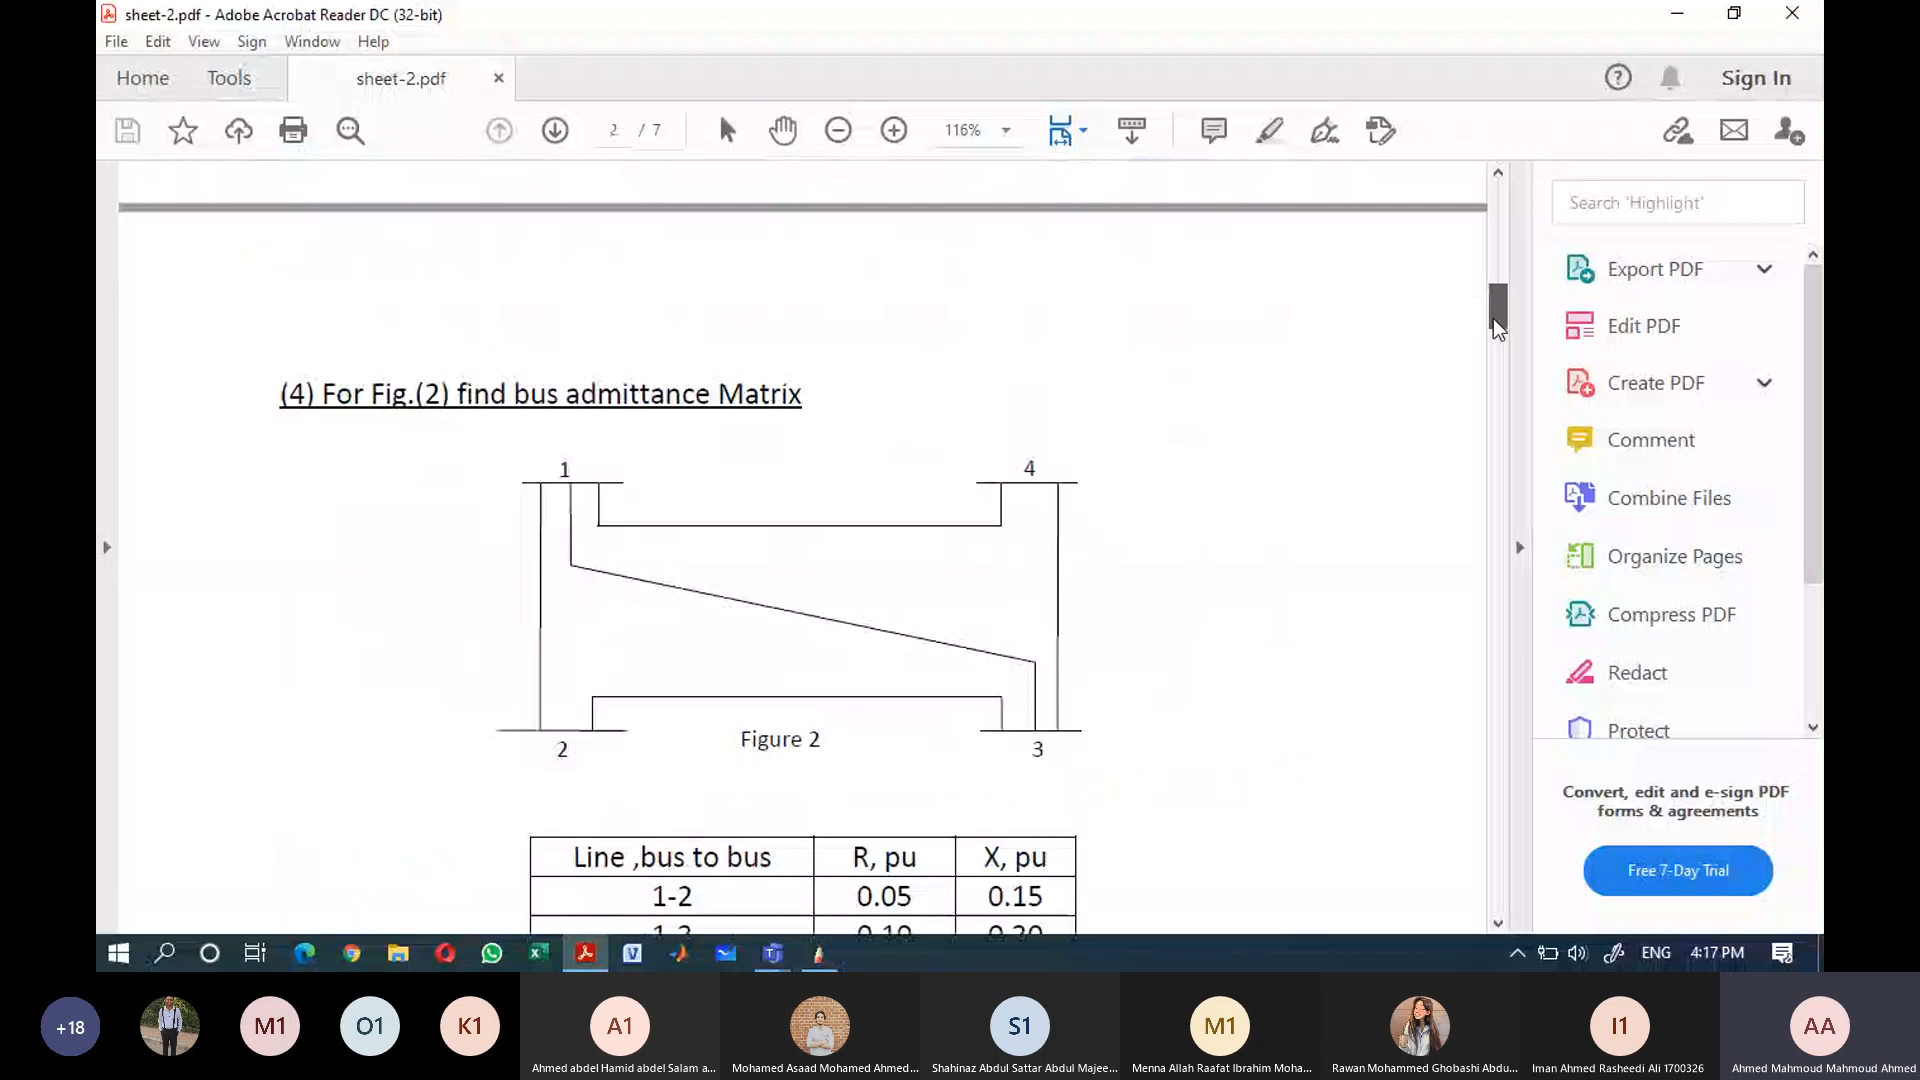 sheet-2.pdf - Adobe Acrobat Reader DC (32-bit)
File Edit View Sign Window Help
Home Tools sheet-2.pdf × Sign In
2 / 7 116%
Search 'Highlight'
Export PDF
Edit PDF
Create PDF
Comment
Combine Files
Organize Pages
Compress PDF
Redact
Protect
Convert, edit and e-sign PDF
forms & agreements
Free 7-Day Trial
(4) For Fig.(2) find bus admittance Matrix
1 4
2 Figure 2 3
Line ,bus to bus R, pu X, pu
1-2 0.05 0.15
ENG 4:17 PM
+18 M1 O1 K1 A1 S1 M1 I1 AA
Ahmed abdel Hamid abdel Salam a... Mohamed Asaad Mohamed Ahmed... Shahinaz Abdul Sattar Abdul Majee... Menna Allah Raafat Ibrahim Moha... Rawan Mohammed Ghobashi Abdu... Iman Ahmed Rasheedi Ali 1700326 Ahmed Mahmoud Mahmoud Ahmed